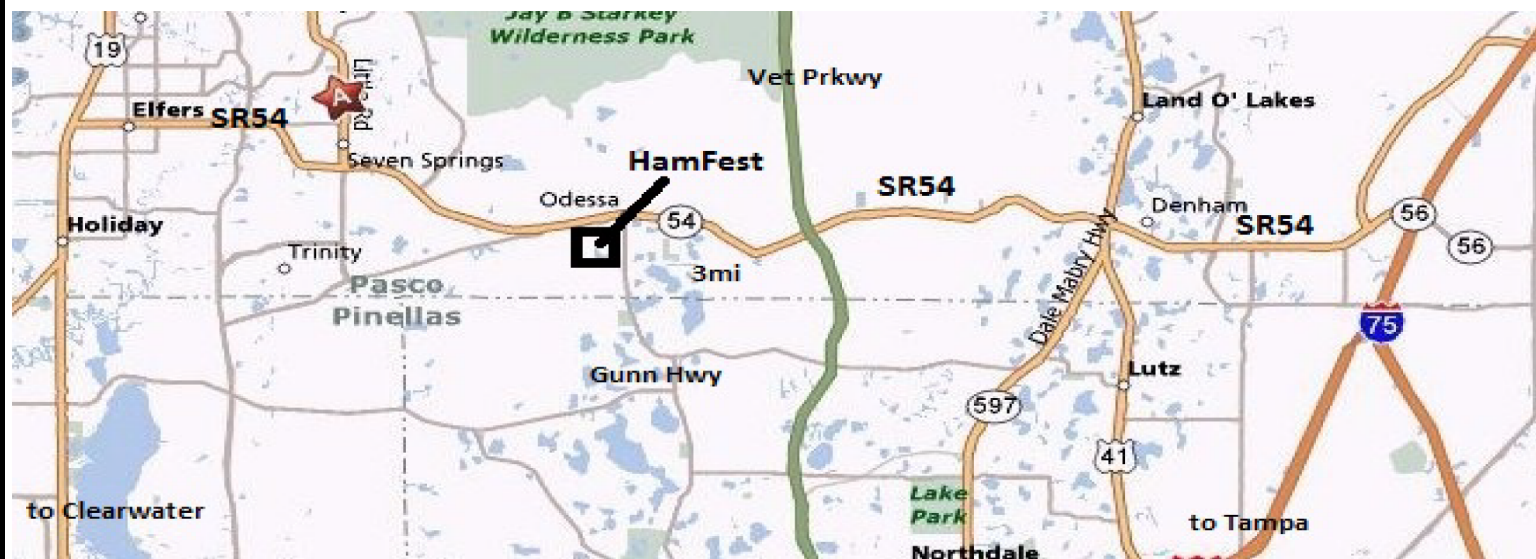 Jay B Starkey
Wilderness Park
19
Vet Prkwy
A
Elfers
SR54
Land O' Lakes
Seven Springs
HamFest
Odessa
SR54
54
Denham
SR54
56
56
Holiday
Trinity
3mi
Pasco
Pinellas
Dale Mabry Hwy
75
Gunn Hwy
Lutz
597
41
to Clearwater
Lake
Park
to Tampa
Northdale